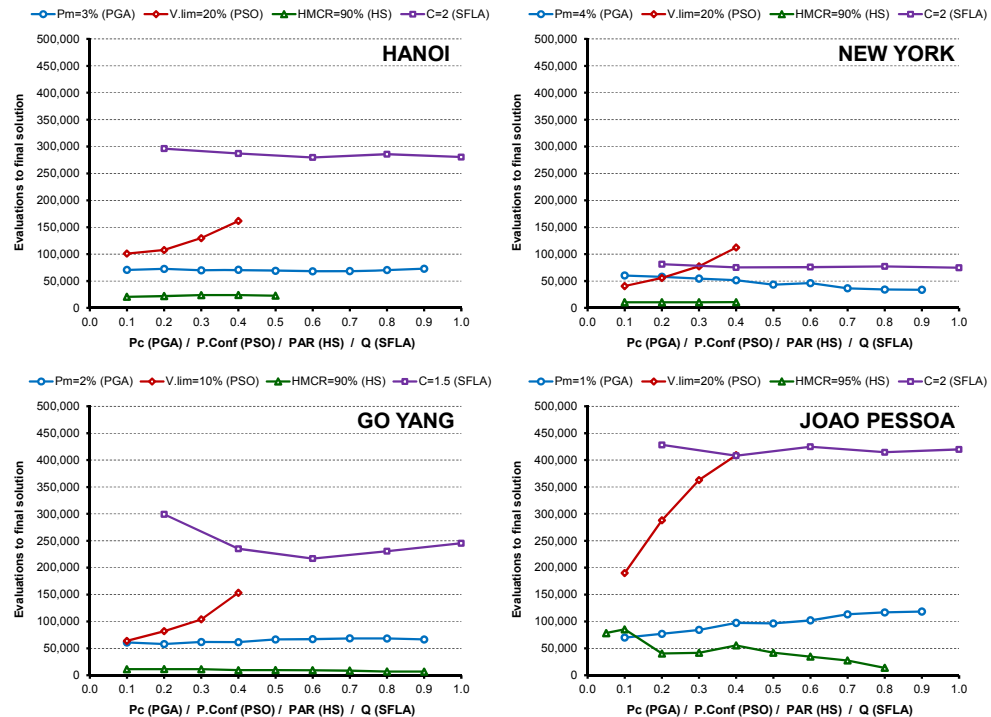 Pm=3% (PGA) V.lim=20% (PSO) HMCR=90% (HS) C=2 (SFLA)
HANOI
Evaluations to final solution
500,000
450,000
400,000
350,000
300,000
250,000
200,000
150,000
100,000
50,000
0
0.0 0.1 0.2 0.3 0.4 0.5 0.6 0.7 0.8 0.9 1.0
Pc (PGA) / P.Conf (PSO) / PAR (HS) / Q (SFLA)
Pm=4% (PGA) V.lim=20% (PSO) HMCR=90% (HS) C=2 (SFLA)
NEW YORK
Evaluations to final solution
500,000
450,000
400,000
350,000
300,000
250,000
200,000
150,000
100,000
50,000
0
0.0 0.1 0.2 0.3 0.4 0.5 0.6 0.7 0.8 0.9 1.0
Pc (PGA) / P.Conf (PSO) / PAR (HS) / Q (SFLA)
Pm=2% (PGA) V.lim=10% (PSO) HMCR=90% (HS) C=1.5 (SFLA)
GO YANG
Evaluations to final solution
500,000
450,000
400,000
350,000
300,000
250,000
200,000
150,000
100,000
50,000
0
0.0 0.1 0.2 0.3 0.4 0.5 0.6 0.7 0.8 0.9 1.0
Pc (PGA) / P.Conf (PSO) / PAR (HS) / Q (SFLA)
Pm=1% (PGA) V.lim=20% (PSO) HMCR=95% (HS) C=2 (SFLA)
JOAO PESSOA
Evaluations to final solution
500,000
450,000
400,000
350,000
300,000
250,000
200,000
150,000
100,000
50,000
0
0.0 0.1 0.2 0.3 0.4 0.5 0.6 0.7 0.8 0.9 1.0
Pc (PGA) / P.Conf (PSO) / PAR (HS) / Q (SFLA)